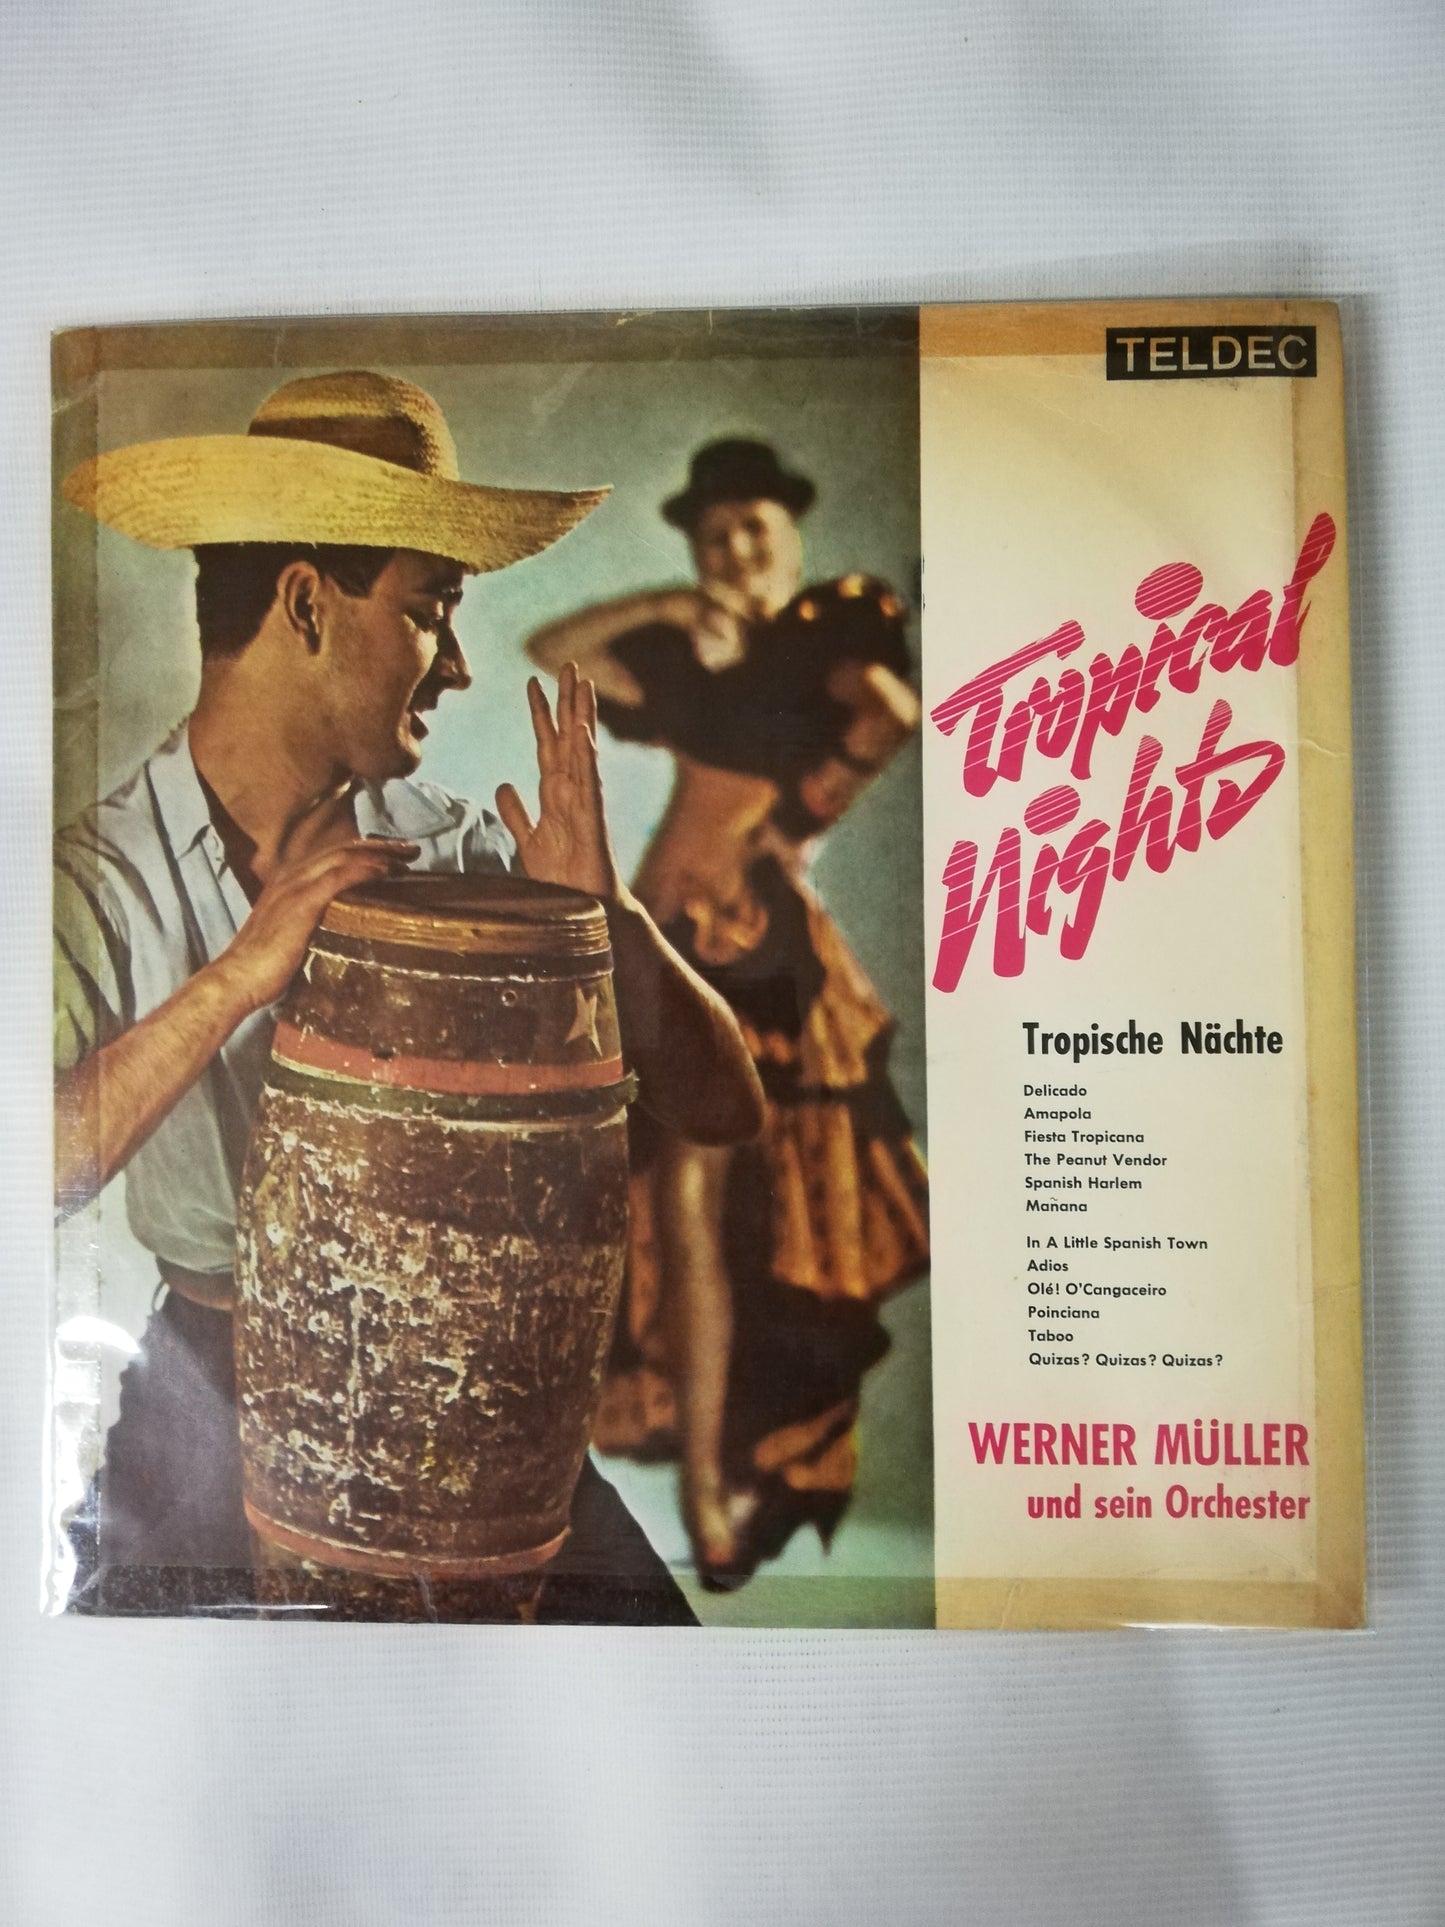 TELDEC
Tropical
Nights
Tropische Nächte
Delicado
Amapola
Fiesta Tropicana
The Peanut Vendor
Spanish Harlem
Mañana
In A Little Spanish Town
Adios
Olé! O'Cangaceiro
Poinciana
Taboo
Quizas? Quizas? Quizas?
WERNER MÜLLER
und sein Orchester